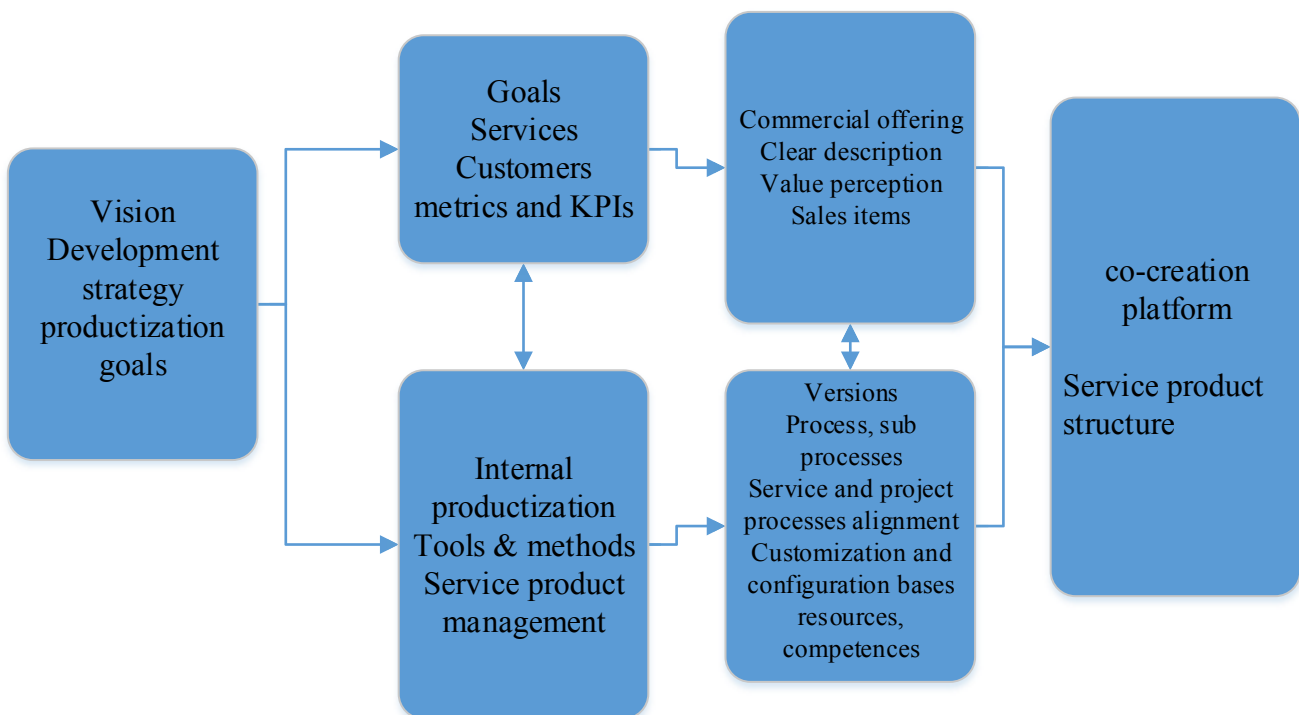 Vision
Development
strategy
productization
goals
Goals
Services
Customers
metrics and KPIs
Internal
productization
Tools & methods
Service product
management
Commercial offering
Clear description
Value perception
Sales items
Versions
Process, sub
processes
Service and project
processes alignment
Customization and
configuration bases
resources,
competences
co-creation
platform
Service product
structure